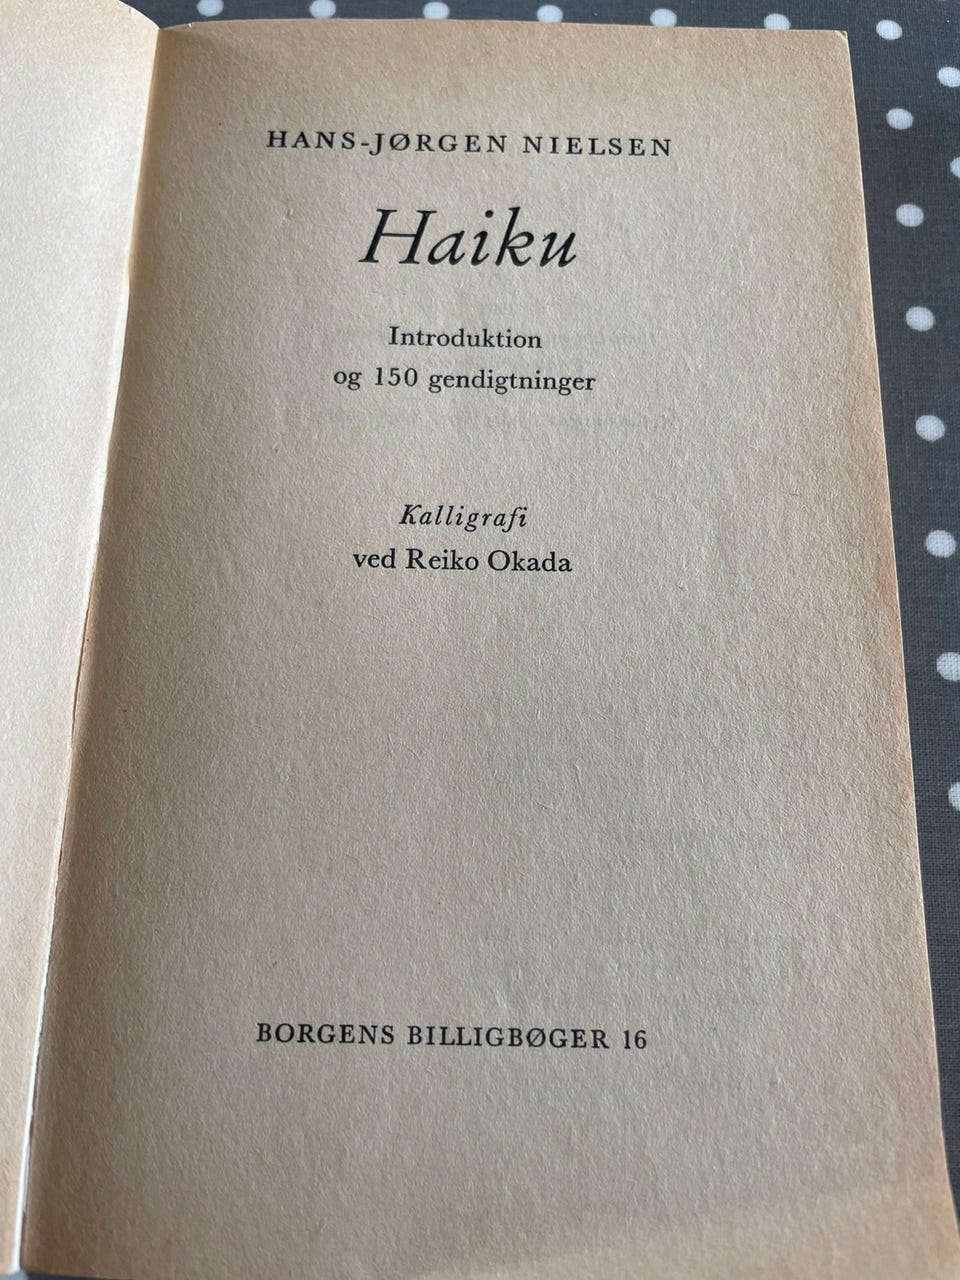 HANS-JØRGEN NIELSEN
Haiku
Introduktion
og 150 gendigtninger
Kalligrafi
ved Reiko Okada
BORGENS BILLIGBØGER 16